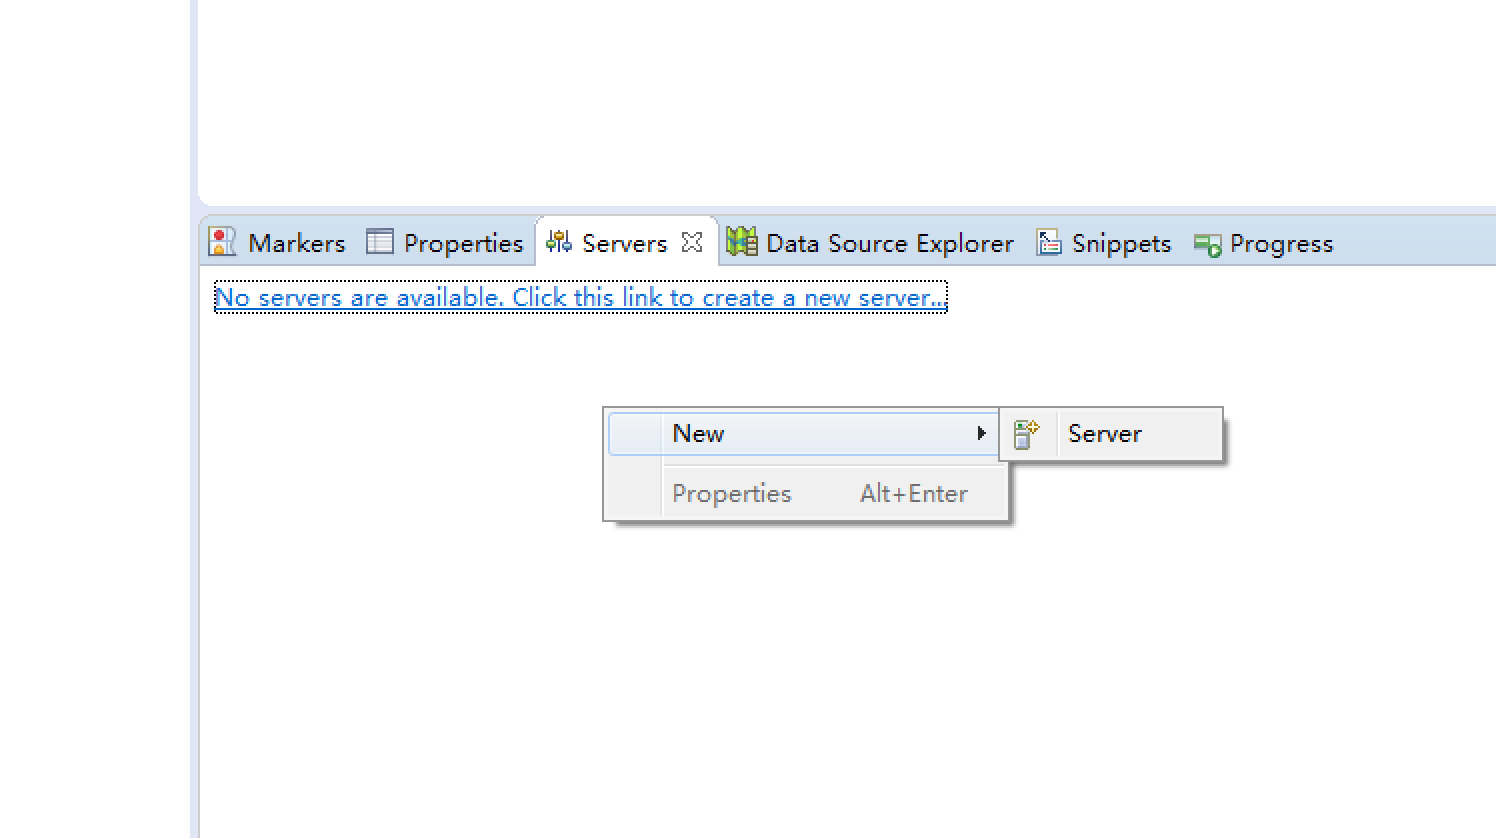 Markers Properties Servers Data Source Explorer Snippets Progress
No servers are available. Click this link to create a new server...
New Server
Properties Alt+Enter